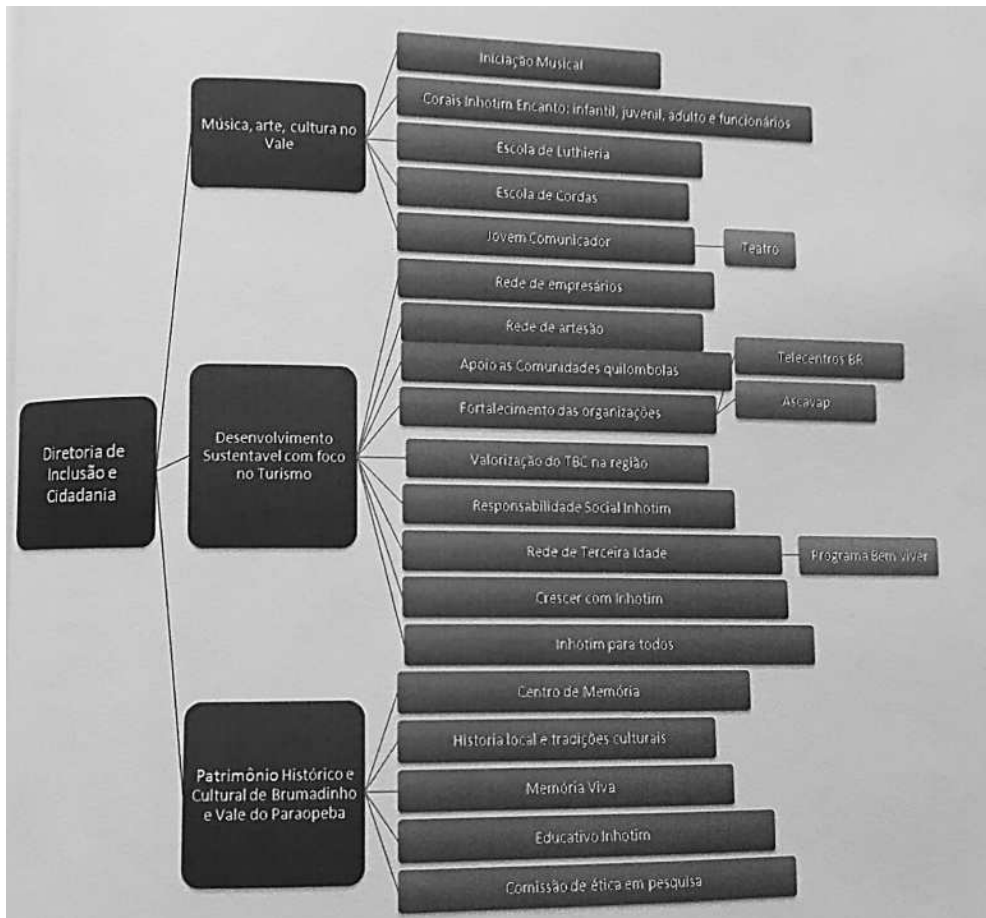 Diretoria de
Inclusão e
Cidadania
Música, arte, cultura no
Vale
Iniciação Musical
Corais Inhotim Encanto: infantil, juvenil, adulto e funcionários
Escola de Luthieria
Escola de Cordas
Jovem Comunicador
Teatro
Desenvolvimento
Sustentavel com foco
no Turismo
Rede de empresários
Rede de artesão
Apoio as Comunidades quilombolas
Fortalecimento das organizações
Telecentros BR
Ascavap
Valorização do TBC na região
Responsabilidade Social Inhotim
Rede de Terceira Idade
Programa Bem viver
Crescer com Inhotim
Inhotim para todos
Patrimônio Histórico e
Cultural de Brumadinho
e Vale do Paraopeba
Centro de Memória
Historia local e tradições culturais
Memória Viva
Educativo Inhotim
Comissão de ética em pesquisa